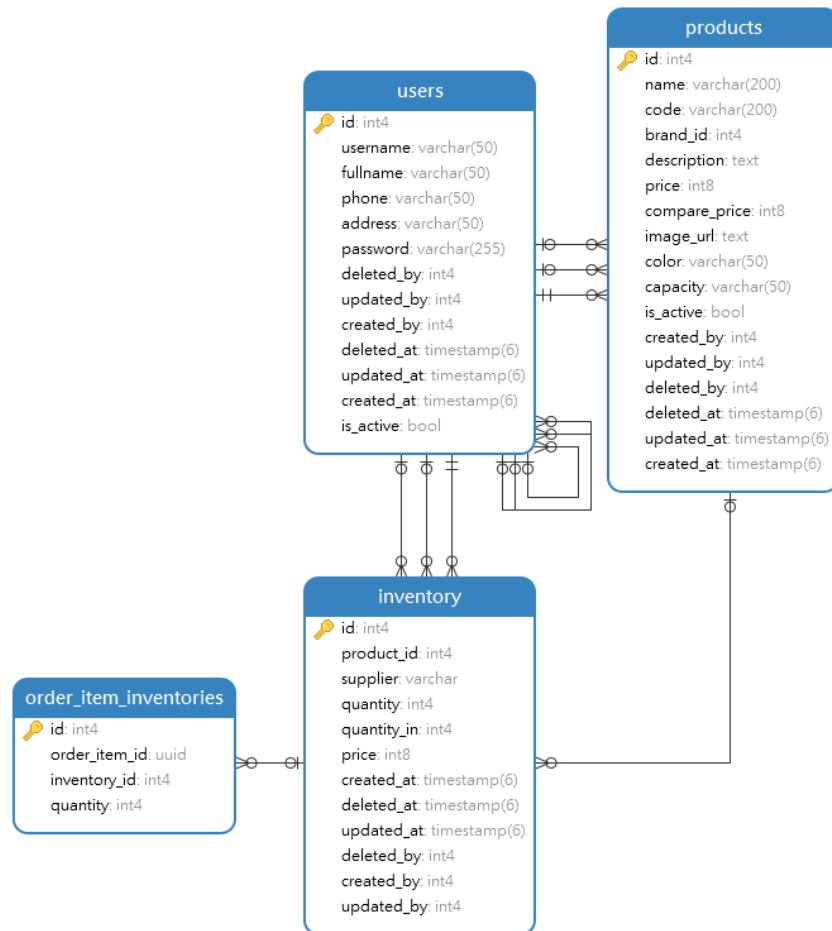 products
id: int4
name: varchar(200)
code: varchar(200)
brand_id: int4
description: text
price: int8
compare_price: int8
image_url: text
color: varchar(50)
capacity: varchar(50)
is_active: bool
created_by: int4
updated_by: int4
deleted_by: int4
deleted_at: timestamp(6)
updated_at: timestamp(6)
created_at: timestamp(6)
users
id: int4
username: varchar(50)
fullname: varchar(50)
phone: varchar(50)
address: varchar(50)
password: varchar(255)
deleted_by: int4
updated_by: int4
created_by: int4
deleted_at: timestamp(6)
updated_at: timestamp(6)
created_at: timestamp(6)
is_active: bool
inventory
id: int4
product_id: int4
supplier: varchar
quantity: int4
quantity_in: int4
price: int8
created_at: timestamp(6)
deleted_at: timestamp(6)
updated_at: timestamp(6)
deleted_by: int4
created_by: int4
updated_by: int4
order_item_inventories
id: int4
order_item_id: uuid
inventory_id: int4
quantity: int4